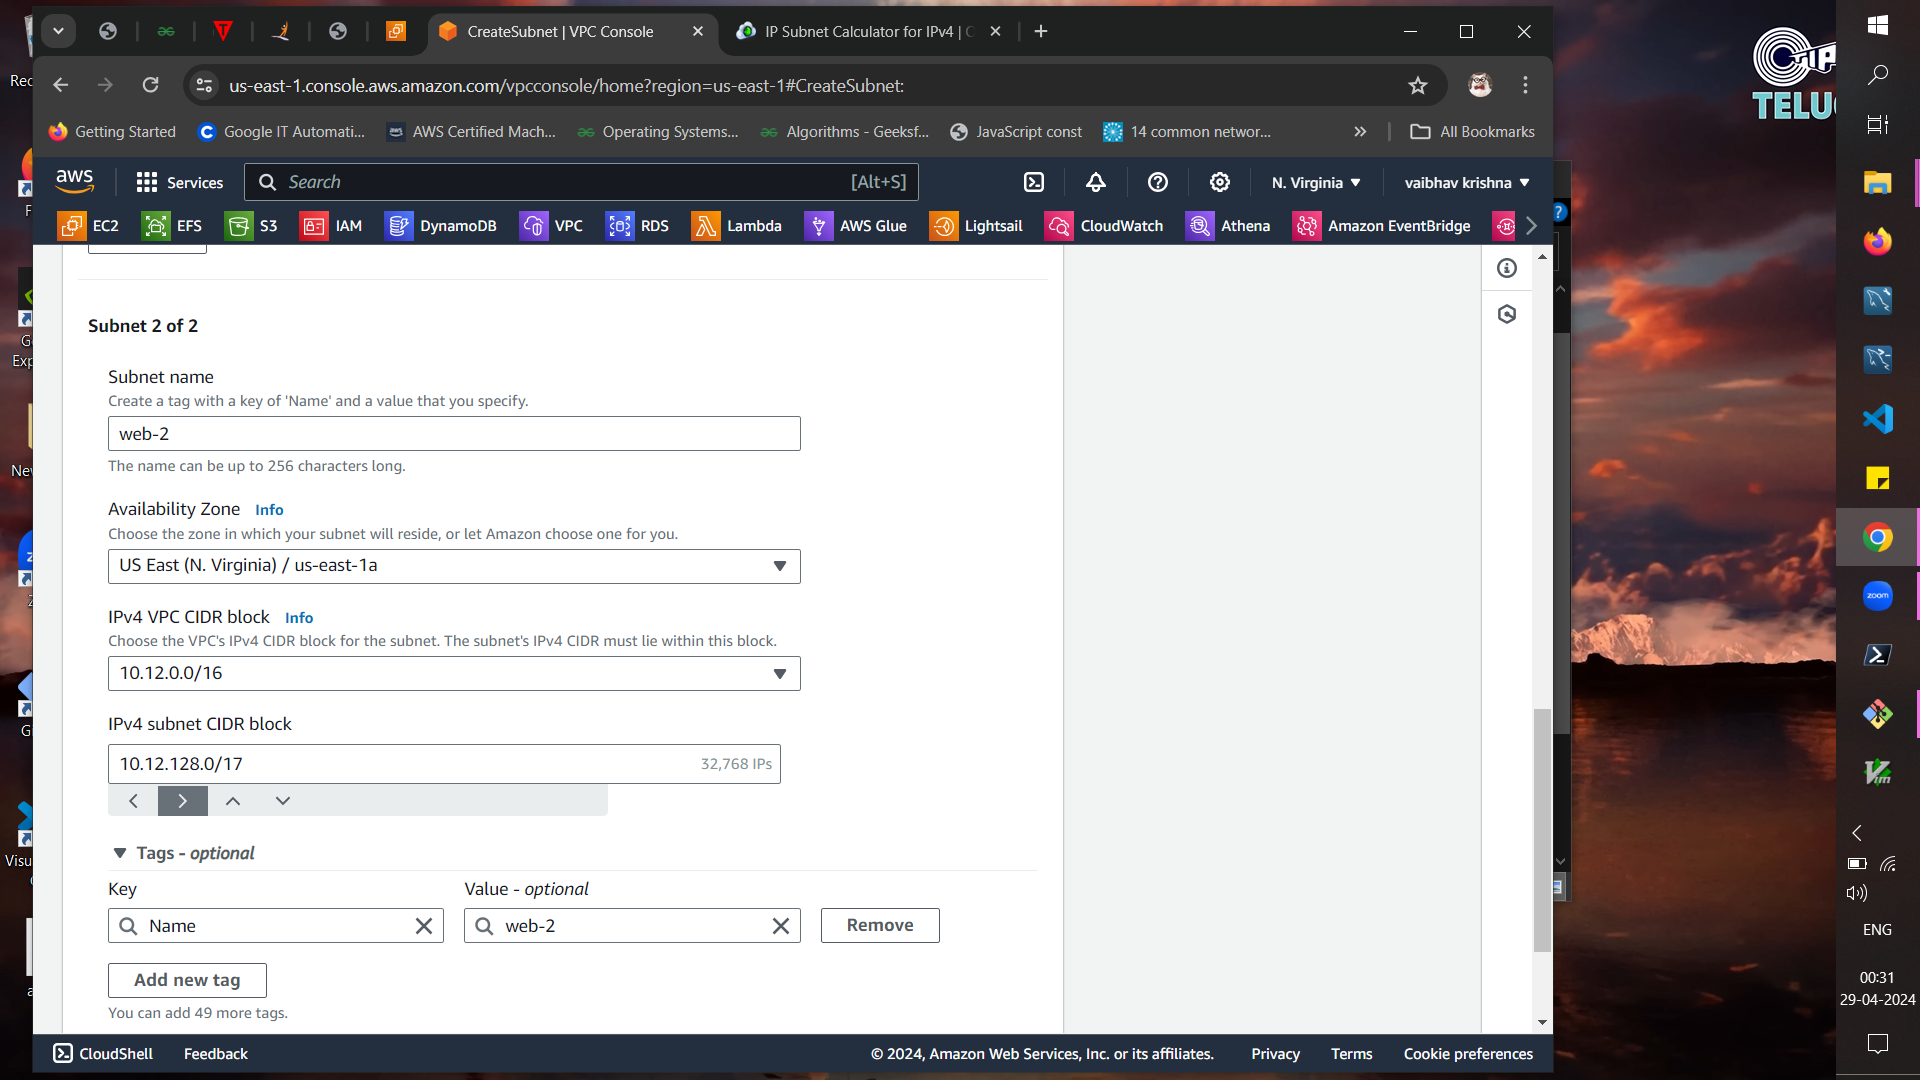 CreateSubnet | VPC Console
IP Subnet Calculator for IPv4 | C
us-east-1.console.aws.amazon.com/vpcconsole/home?region=us-east-1#CreateSubnet:
Getting Started
Google IT Automati...
AWS Certified Mach...
Operating Systems...
Algorithms - Geeksf...
JavaScript const
14 common networ...
All Bookmarks
aws
Services
Search
[Alt+S]
N. Virginia
vaibhav krishna
EC2
EFS
S3
IAM
DynamoDB
VPC
RDS
Lambda
AWS Glue
Lightsail
CloudWatch
Athena
Amazon EventBridge
Subnet 2 of 2
Subnet name
Create a tag with a key of 'Name' and a value that you specify.
web-2
The name can be up to 256 characters long.
Availability Zone Info
Choose the zone in which your subnet will reside, or let Amazon choose one for you.
US East (N. Virginia) / us-east-1a
IPv4 VPC CIDR block Info
Choose the VPC's IPv4 CIDR block for the subnet. The subnet's IPv4 CIDR must lie within this block.
10.12.0.0/16
IPv4 subnet CIDR block
10.12.128.0/17
32,768 IPs
Tags - optional
Key
Value - optional
Name
web-2
Remove
Add new tag
You can add 49 more tags.
CloudShell
Feedback
© 2024, Amazon Web Services, Inc. or its affiliates.
Privacy
Terms
Cookie preferences
zoom
ENG
00:31
29-04-2024